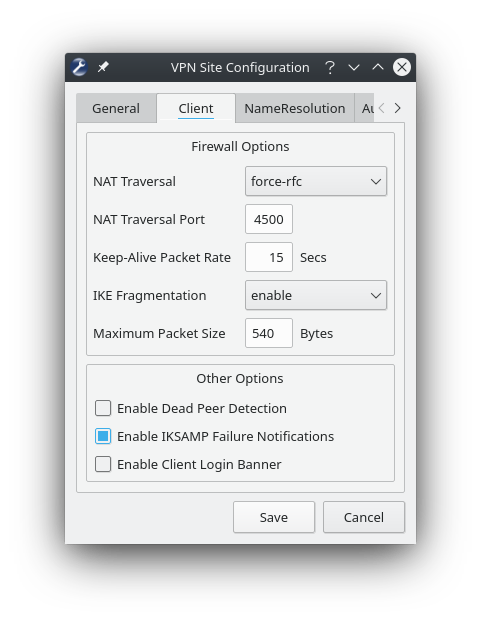 VPN Site Configuration
General Client NameResolution Au
Firewall Options
NAT Traversal force-rfc
NAT Traversal Port 4500
Keep-Alive Packet Rate 15 Secs
IKE Fragmentation enable
Maximum Packet Size 540 Bytes
Other Options
Enable Dead Peer Detection
Enable IKSAMP Failure Notifications
Enable Client Login Banner
Save Cancel